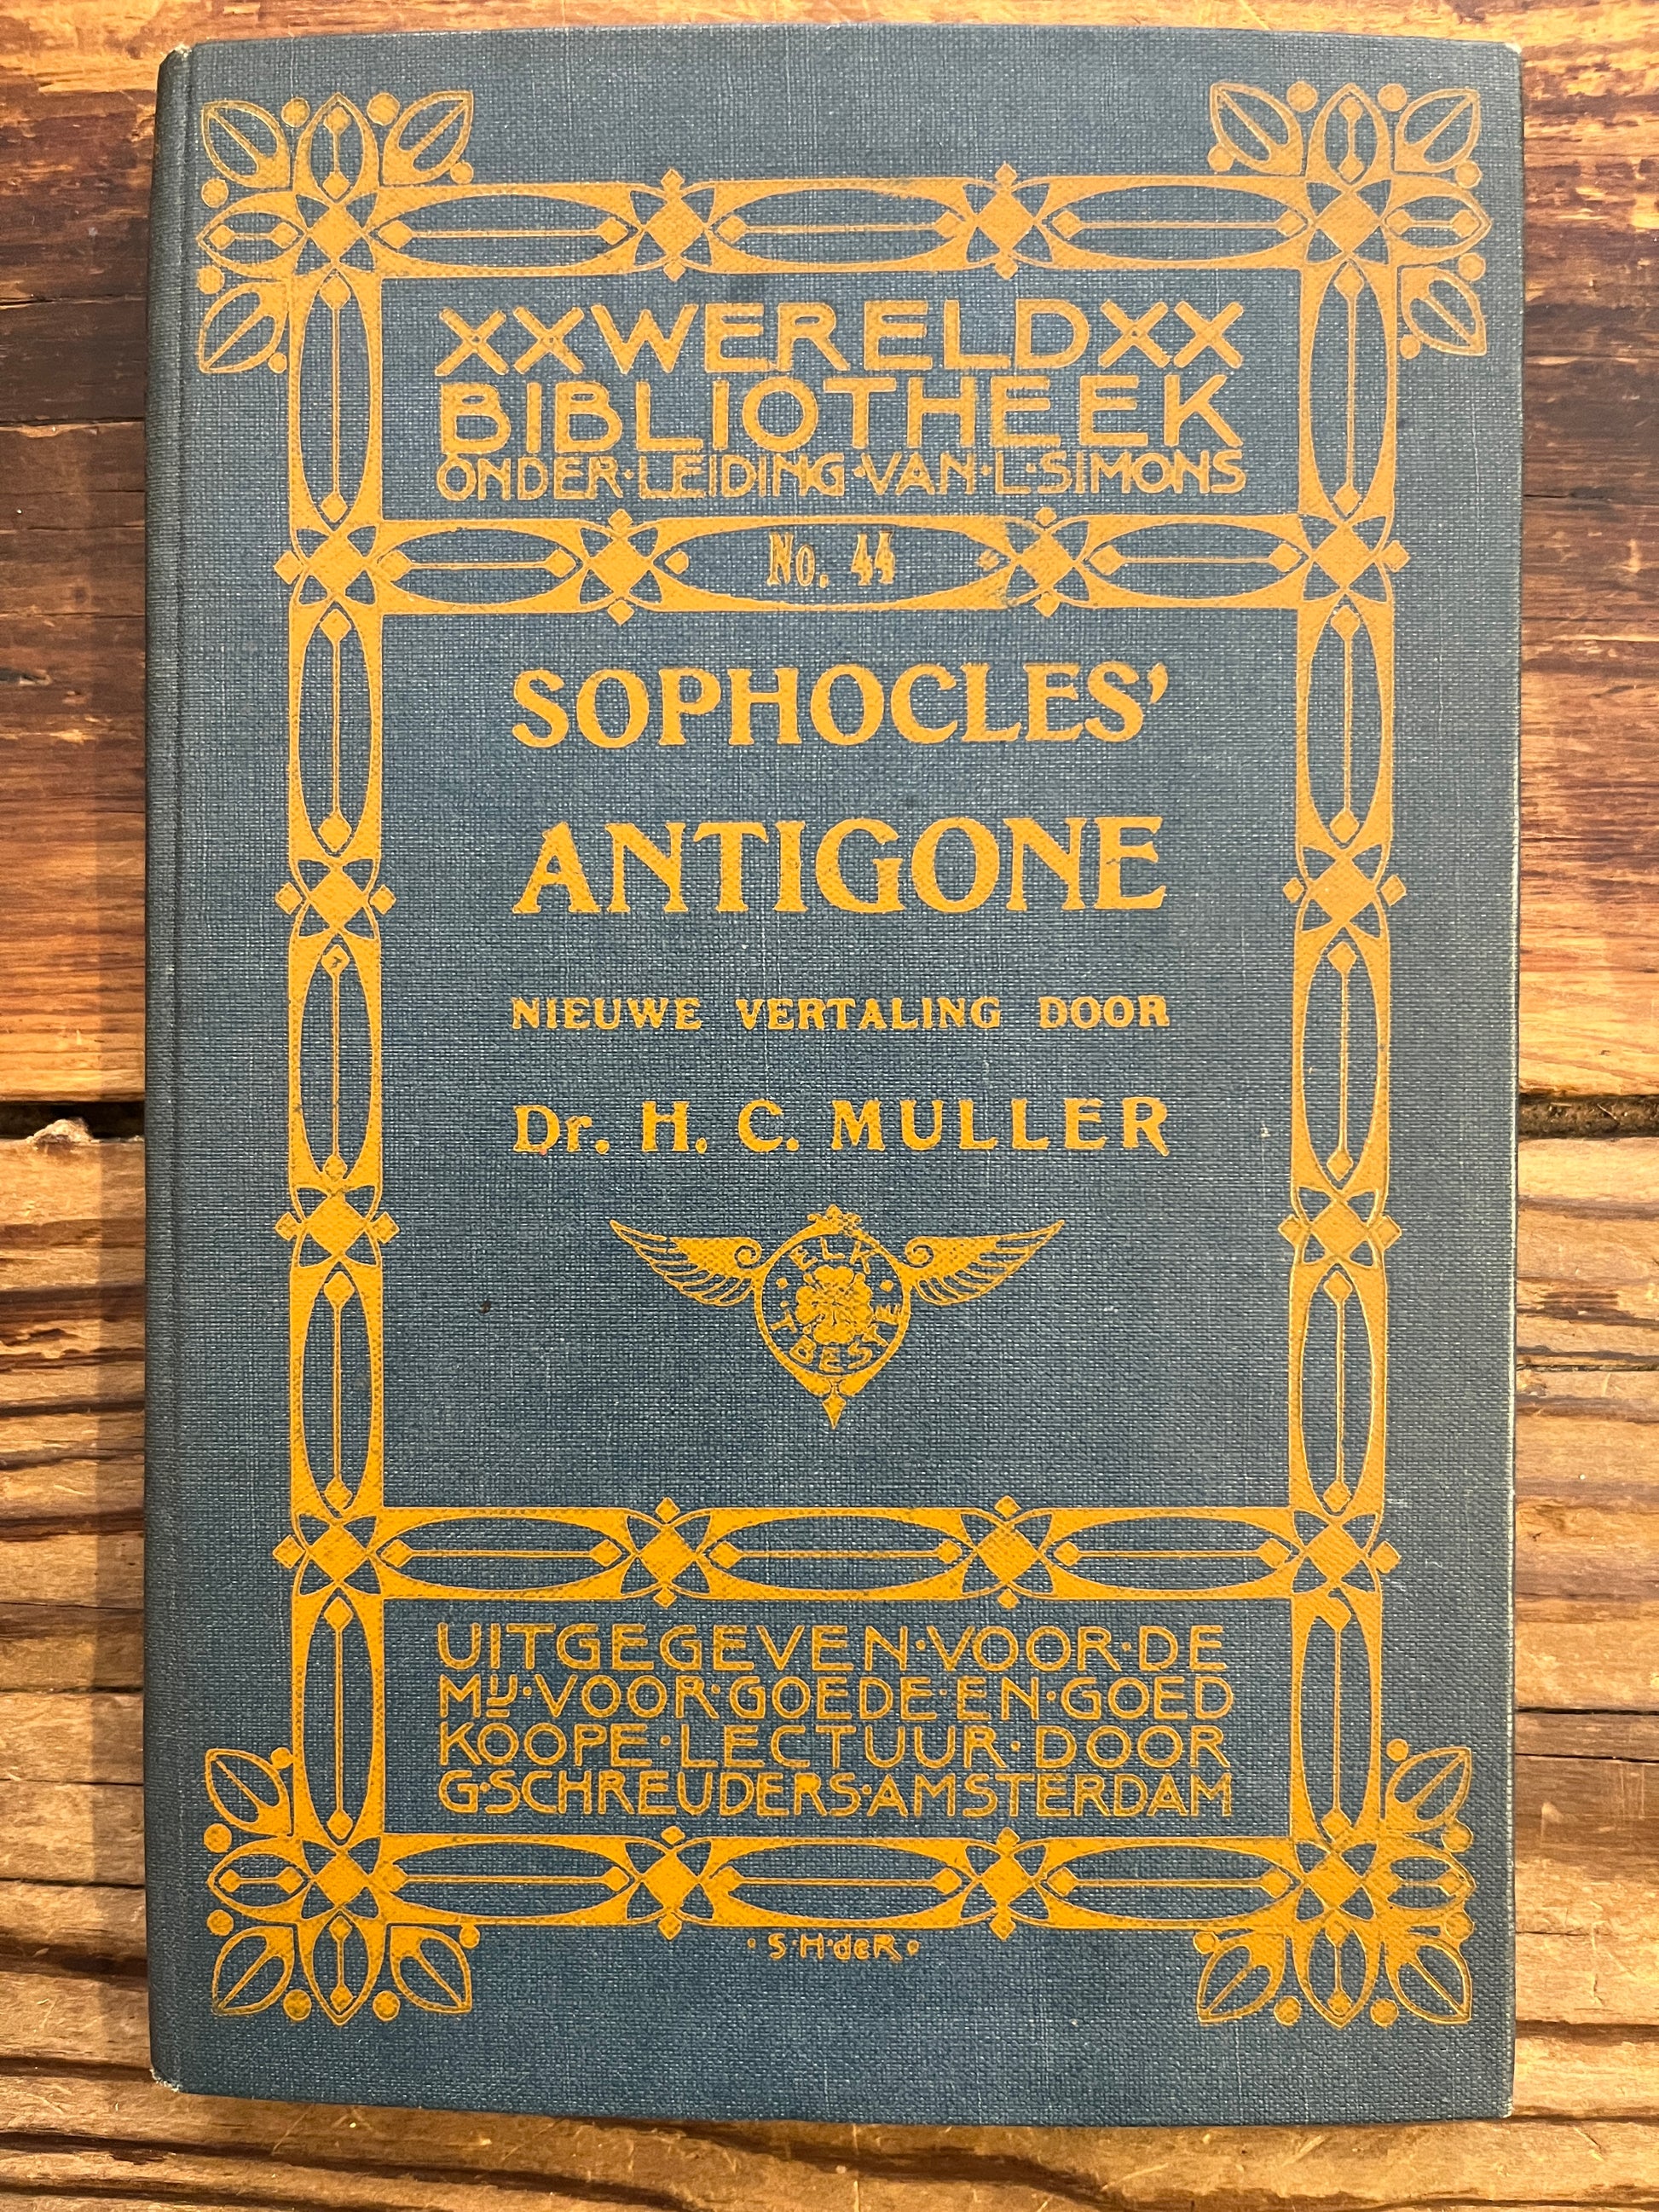 XXWERELDXX
BIBLIOTHEEK
ONDER·LEIDING·VAN·L·SIMONS
No. 44
SOPHOCLES'
ANTIGONE
NIEUWE VERTALING DOOR
Dr. H. C. MULLER
ELK
'T BESTE
UITGEGEVEN·VOOR·DE
MIJ·VOOR·GOEDE·EN·GOED
KOOPE·LECTUUR·DOOR
G·SCHREUDERS·AMSTERDAM
·S·H·deR·